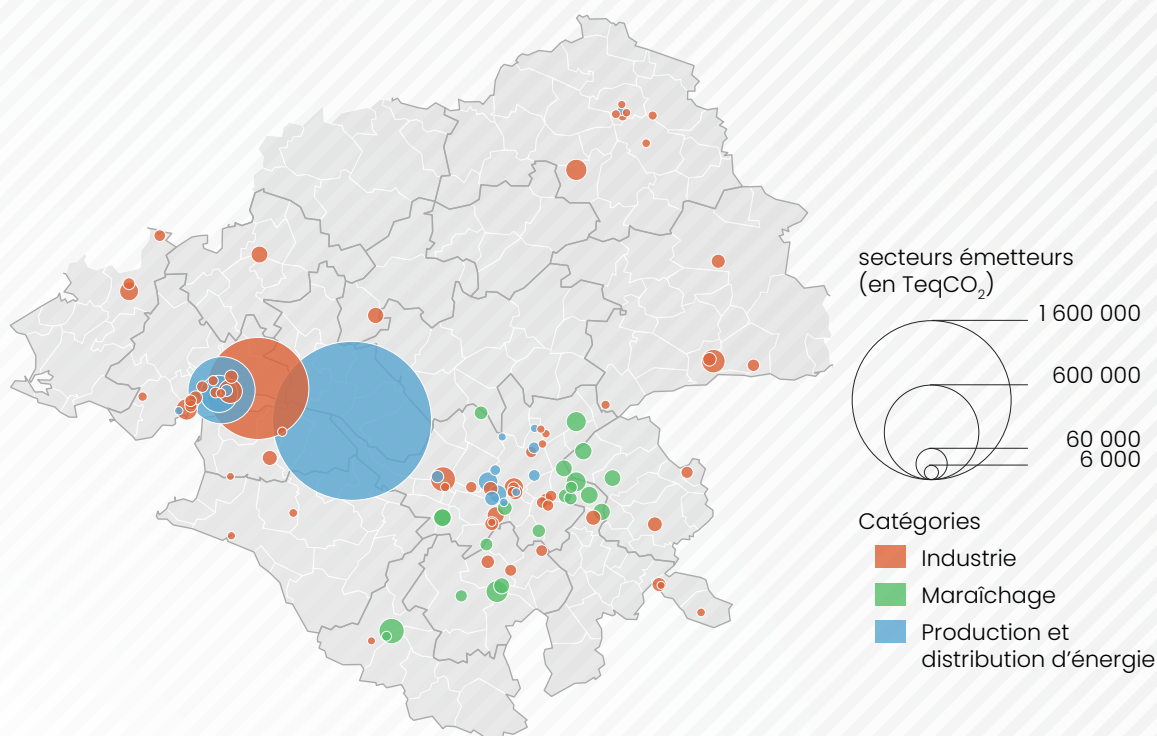 secteurs émetteurs
(en TeqCO₂)
1 600 000
600 000
60 000
6 000
Catégories
Industrie
Maraîchage
Production et
distribution d’énergie